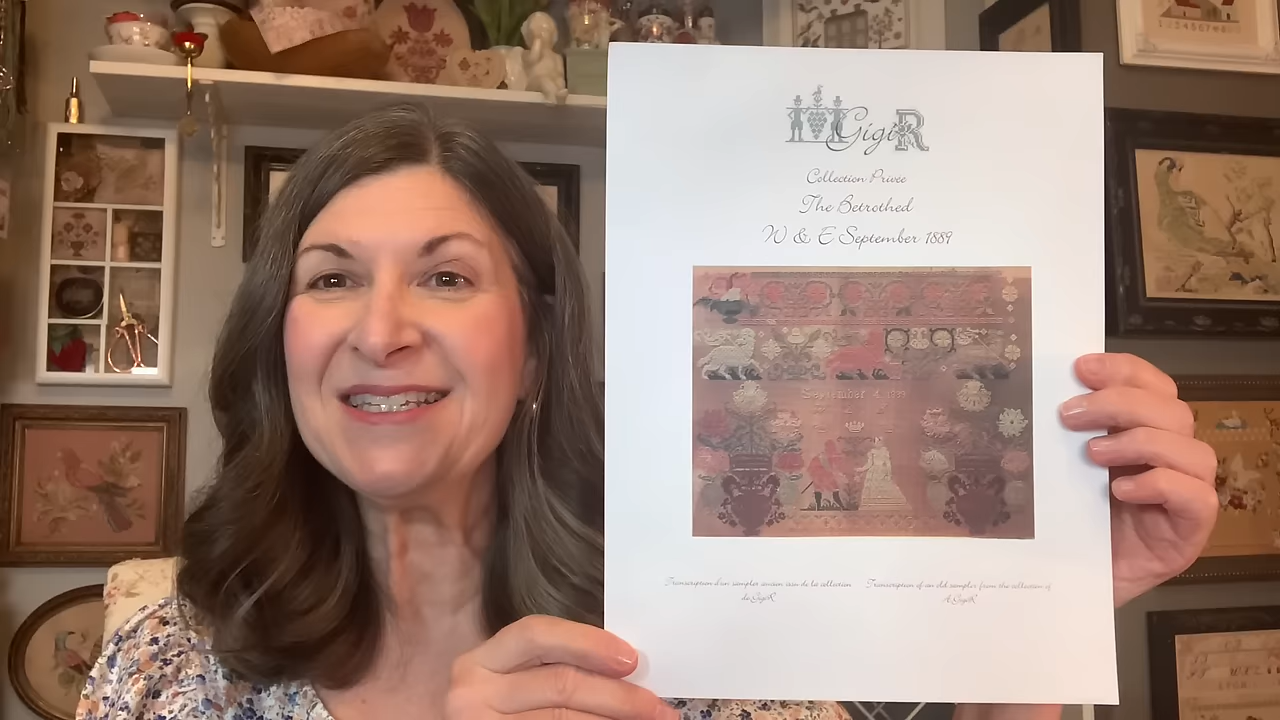 GigiR
Collection Privée
The Betrothed
W & E September 1889
September 4, 1889
Transcription d'un sampler ancien issu de la collection
de GigiR
Transcription of an old sampler from the collection of
A.GigiR